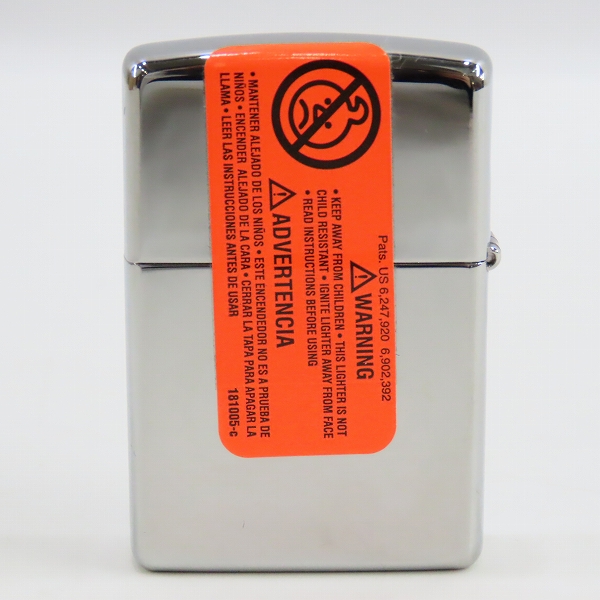 Pats. US 6,247,920  6,902,392
⚠ WARNING
• KEEP AWAY FROM CHILDREN • THIS LIGHTER IS NOT
CHILD RESISTANT • IGNITE LIGHTER AWAY FROM FACE
• READ INSTRUCTIONS BEFORE USING
⚠ ADVERTENCIA
• MANTENER ALEJADO DE LOS NIÑOS • ESTE ENCENDEDOR NO ES A PRUEBA DE
NIÑOS • ENCENDER ALEJADO DE LA CARA • CERRAR LA TAPA PARA APAGAR LA
LLAMA • LEER LAS INSTRUCCIONES ANTES DE USAR
181005-c